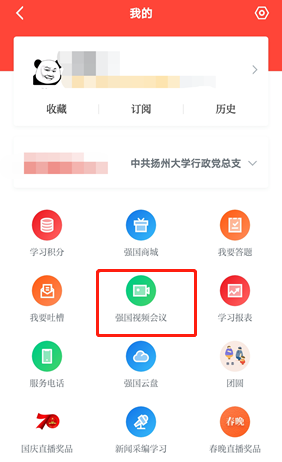 我的
收藏 订阅 历史
中共扬州大学行政党总支
学习积分 强国商城 我要答题
我要吐槽 强国视频会议 学习报表
服务电话 强国云盘 团圆
70
春晚
国庆直播奖品 新闻采编学习 春晚直播奖品